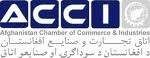 ACCI
Afghanistan Chamber of Commerce & Industries
اتاق تجارت و صنایع افغانستان
د افغانستان د سوداګرۍ او صنایعو اتاق